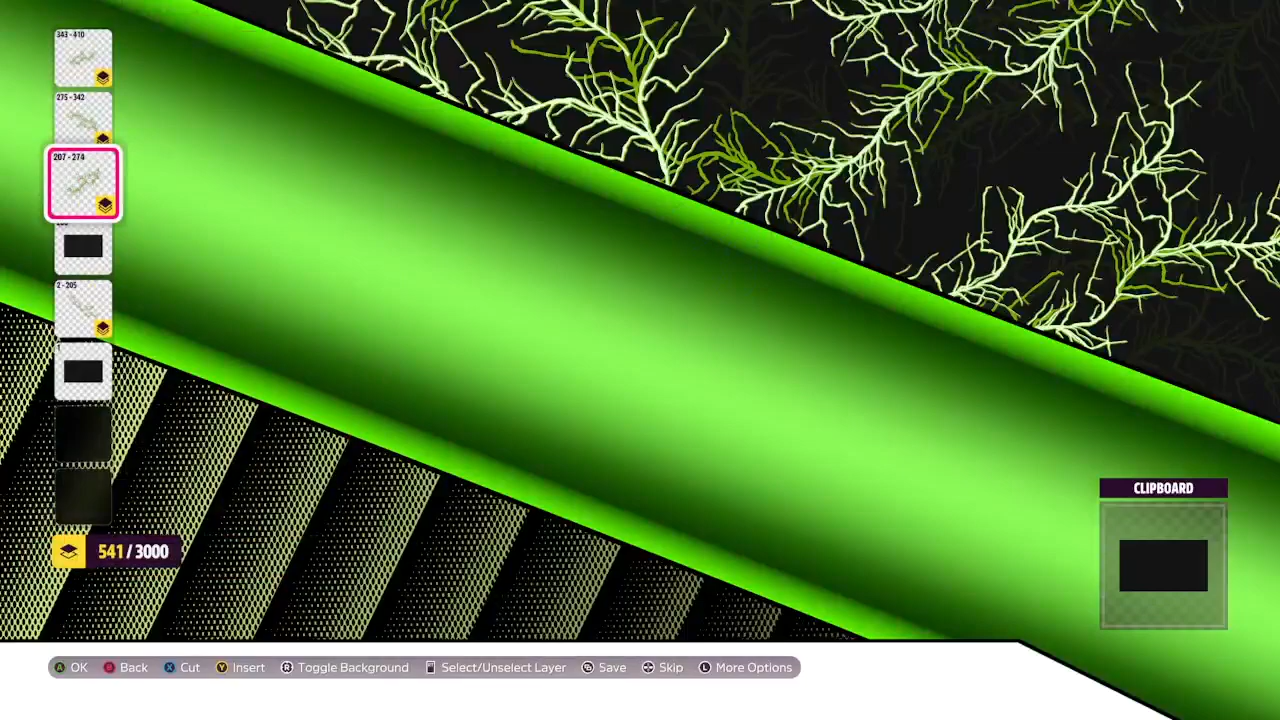 343 - 410
275 - 342
207 - 274
2 - 205
541 / 3000
CLIPBOARD
OK Back Cut Insert Toggle Background Select/Unselect Layer Save Skip More Options